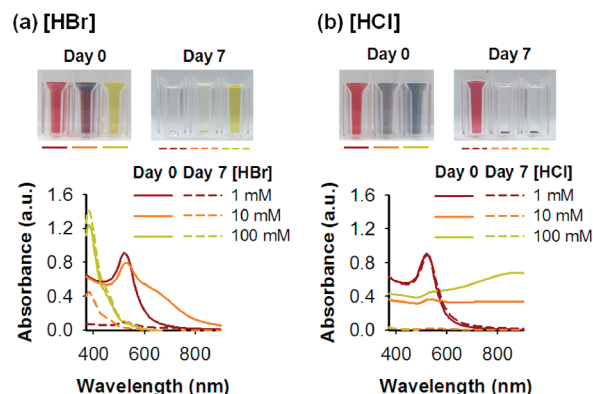 (a) [HBr]
Day 0
Day 7
Day 0 Day 7 [HBr]
1 mM
10 mM
100 mM
Absorbance (a.u.)
1.6
1.2
0.8
0.4
0.0
400 600 800
Wavelength (nm)
(b) [HCl]
Day 0
Day 7
Day 0 Day 7 [HCl]
1 mM
10 mM
100 mM
Absorbance (a.u.)
1.6
1.2
0.8
0.4
0.0
400 600 800
Wavelength (nm)